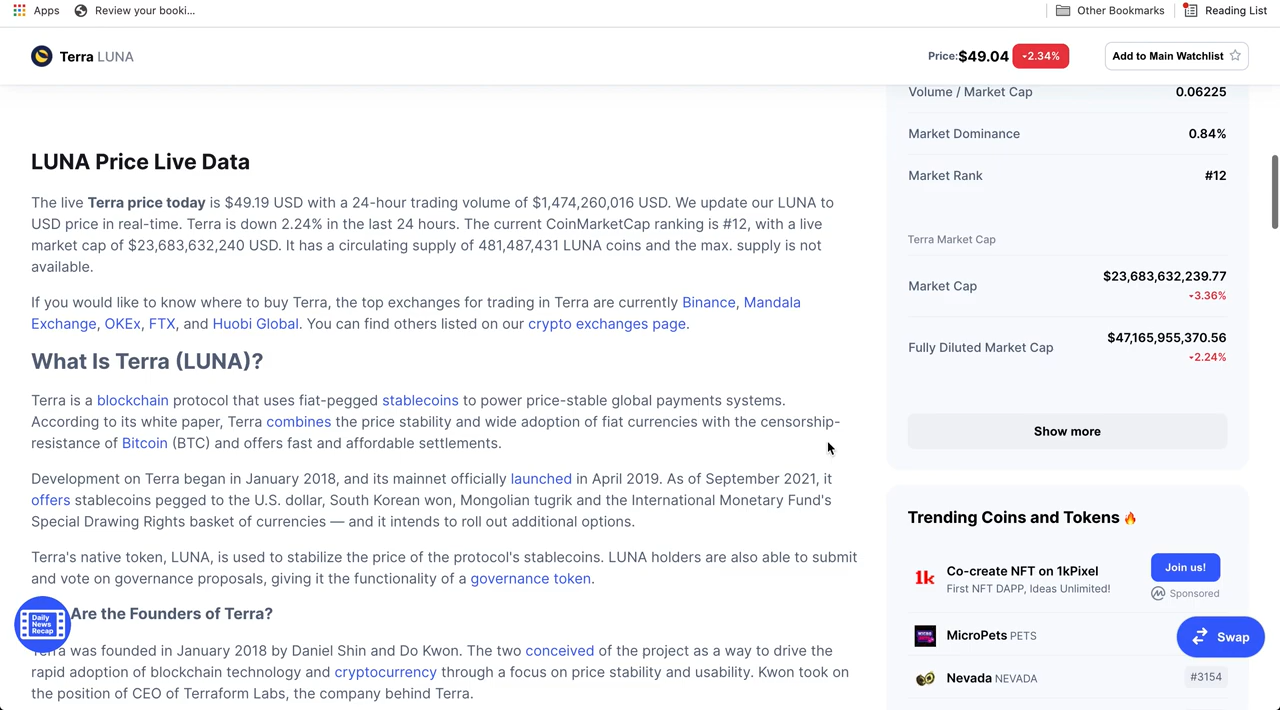 Apps
Review your booki...
Other Bookmarks
Reading List
Terra LUNA
Price:$49.04
2.34%
Add to Main Watchlist
LUNA Price Live Data
The live Terra price today is $49.19 USD with a 24-hour trading volume of $1,474,260,016 USD. We update our LUNA to
USD price in real-time. Terra is down 2.24% in the last 24 hours. The current CoinMarketCap ranking is #12, with a live
market cap of $23,683,632,240 USD. It has a circulating supply of 481,487,431 LUNA coins and the max. supply is not
available.
If you would like to know where to buy Terra, the top exchanges for trading in Terra are currently Binance, Mandala
Exchange, OKEx, FTX, and Huobi Global. You can find others listed on our crypto exchanges page.
What Is Terra (LUNA)?
Terra is a blockchain protocol that uses fiat-pegged stablecoins to power price-stable global payments systems.
According to its white paper, Terra combines the price stability and wide adoption of fiat currencies with the censorship-
resistance of Bitcoin (BTC) and offers fast and affordable settlements.
Development on Terra began in January 2018, and its mainnet officially launched in April 2019. As of September 2021, it
offers stablecoins pegged to the U.S. dollar, South Korean won, Mongolian tugrik and the International Monetary Fund's
Special Drawing Rights basket of currencies — and it intends to roll out additional options.
Terra's native token, LUNA, is used to stabilize the price of the protocol's stablecoins. LUNA holders are also able to submit
and vote on governance proposals, giving it the functionality of a governance token.
Are the Founders of Terra?
Terra was founded in January 2018 by Daniel Shin and Do Kwon. The two conceived of the project as a way to drive the
rapid adoption of blockchain technology and cryptocurrency through a focus on price stability and usability. Kwon took on
the position of CEO of Terraform Labs, the company behind Terra.
Daily
News
Recap
Volume / Market Cap 0.06225
Market Dominance 0.84%
Market Rank #12
Terra Market Cap
Market Cap $23,683,632,239.77
3.36%
Fully Diluted Market Cap $47,165,955,370.56
2.24%
Show more
Trending Coins and Tokens 🔥
1k
Co-create NFT on 1kPixel
First NFT DAPP, Ideas Unlimited!
Join us!
Sponsored
MicroPets PETS
Swap
Nevada NEVADA
#3154